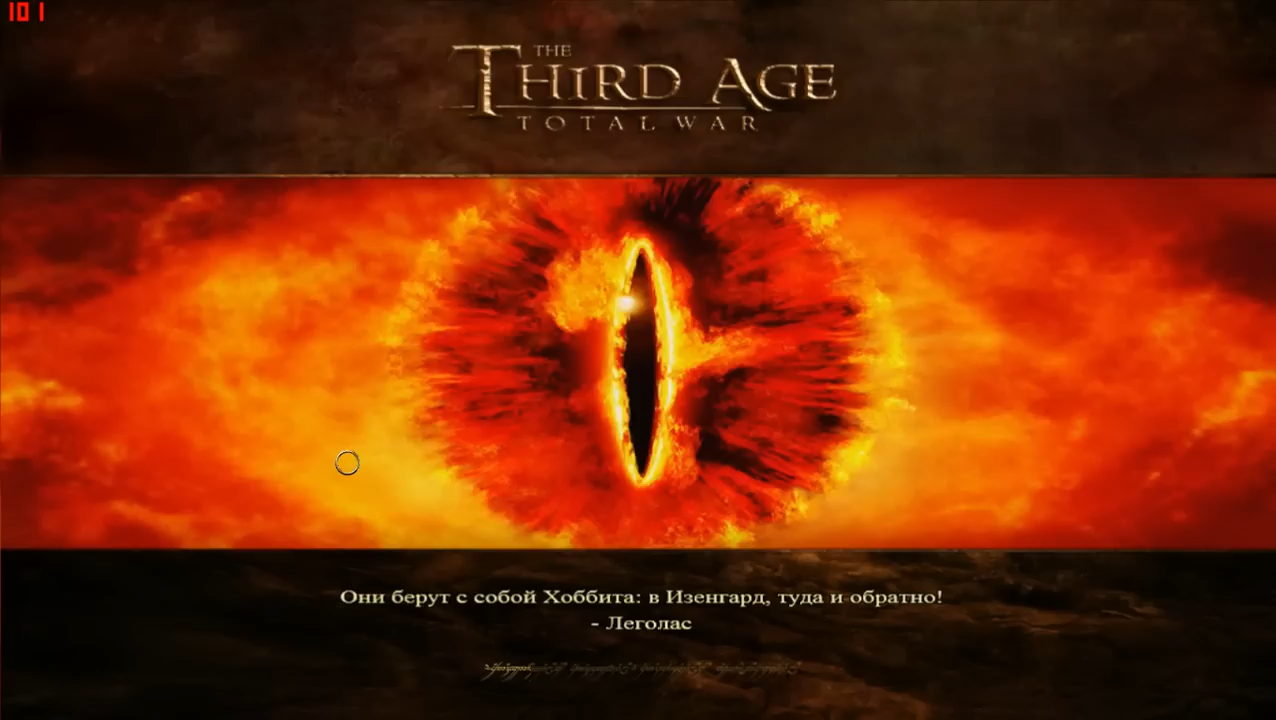 101
THE
THIRD AGE
TOTAL WAR
Они берут с собой Хоббита: в Изенгард, туда и обратно!
- Леголас